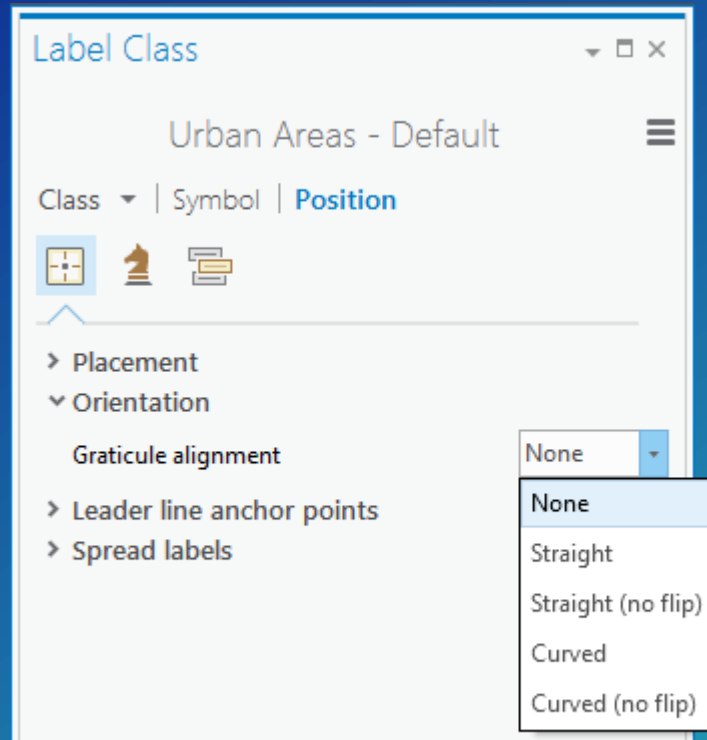 Label Class
Urban Areas - Default
Class | Symbol | Position
Placement
Orientation
Graticule alignment None
Leader line anchor points
Spread labels
None
Straight
Straight (no flip)
Curved
Curved (no flip)